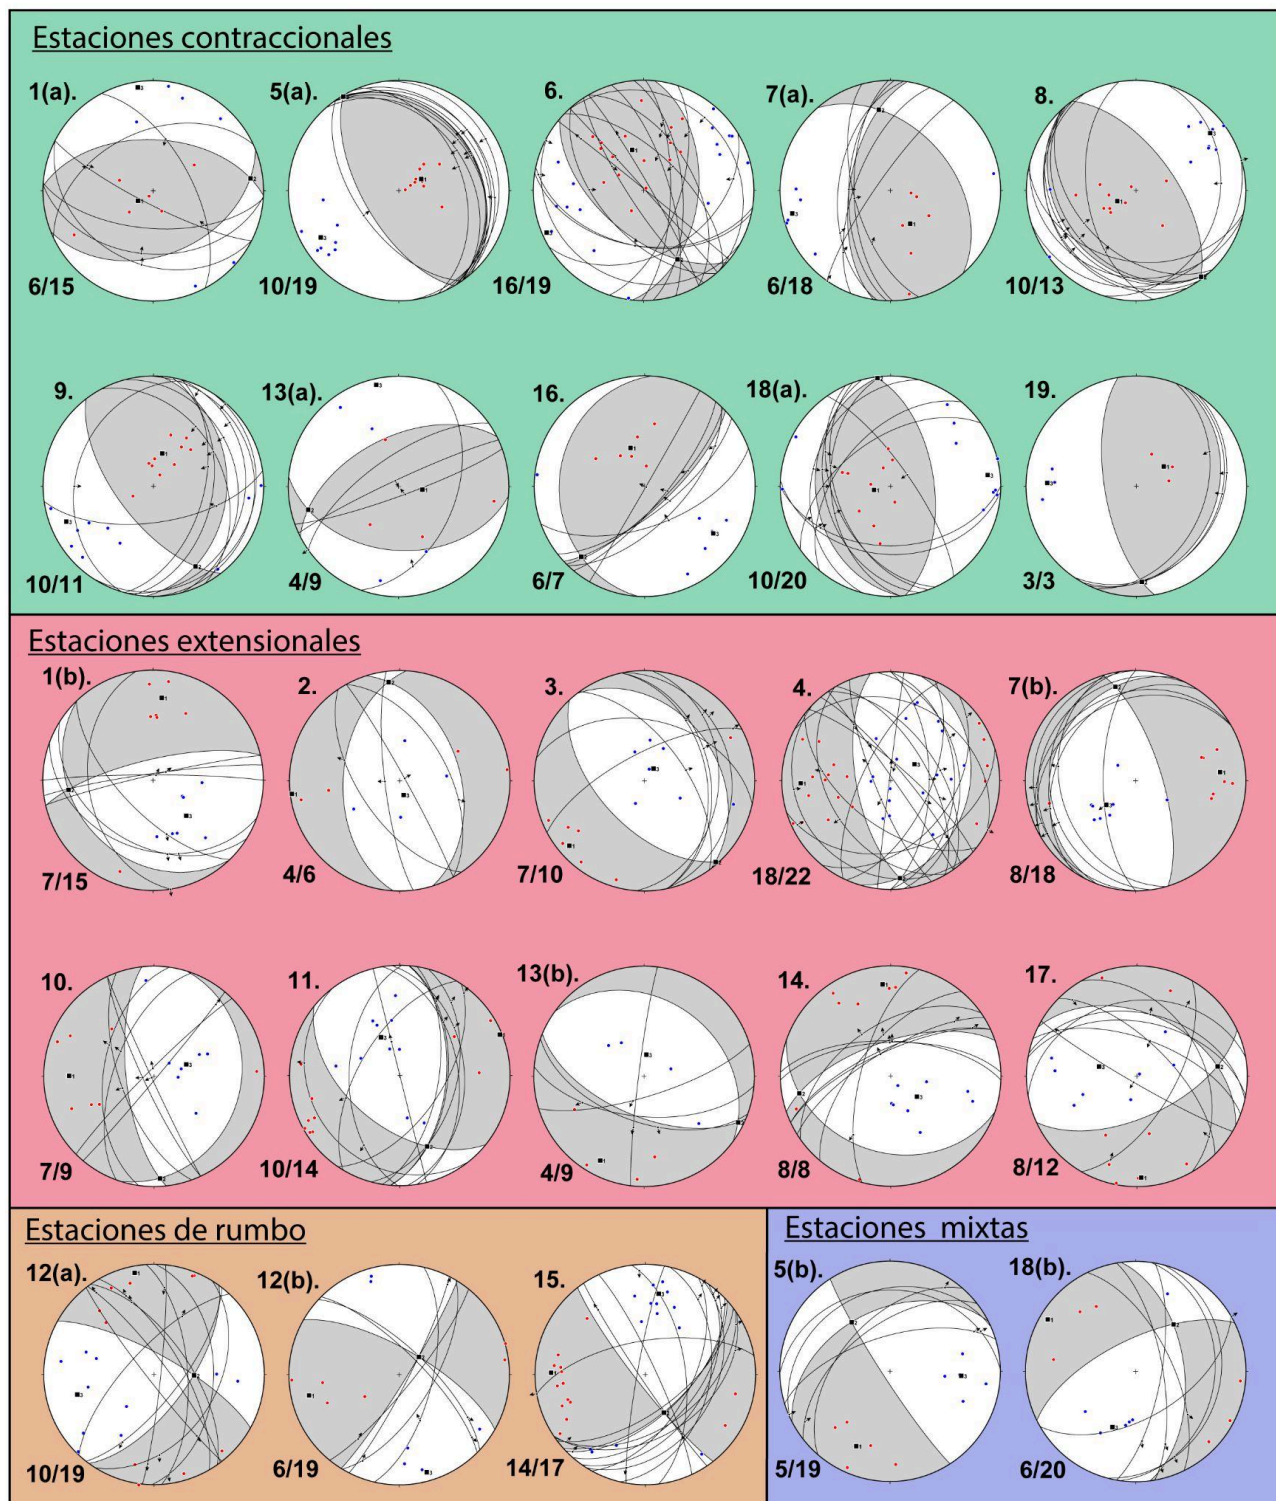 Estaciones contraccionales
1(a). 5(a). 6. 7(a). 8.
6/15 10/19 16/19 6/18 10/13
9. 13(a). 16. 18(a). 19.
10/11 4/9 6/7 10/20 3/3
Estaciones extensionales
1(b). 2. 3. 4. 7(b).
7/15 4/6 7/10 18/22 8/18
10. 11. 13(b). 14. 17.
7/9 10/14 4/9 8/8 8/12
Estaciones de rumbo
12(a). 12(b). 15.
10/19 6/19 14/17
Estaciones mixtas
5(b). 18(b).
5/19 6/20